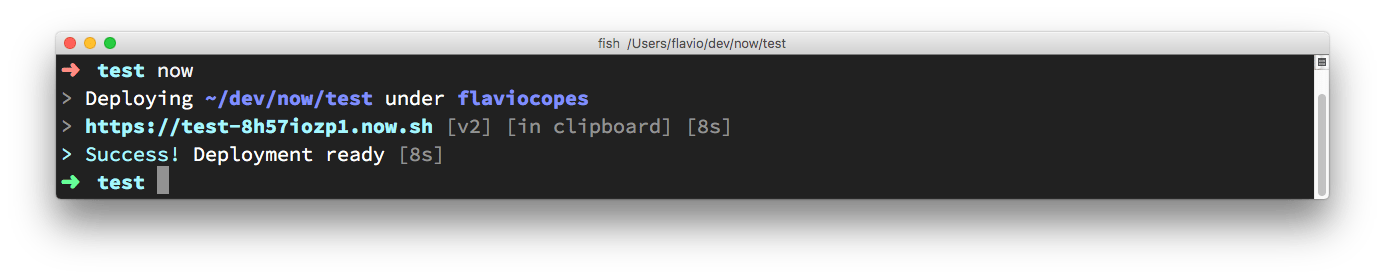 fish /Users/flavio/dev/now/test
➜ test now
> Deploying ~/dev/now/test under flaviocopes
> https://test-8h57iozp1.now.sh [v2] [in clipboard] [8s]
> Success! Deployment ready [8s]
➜ test